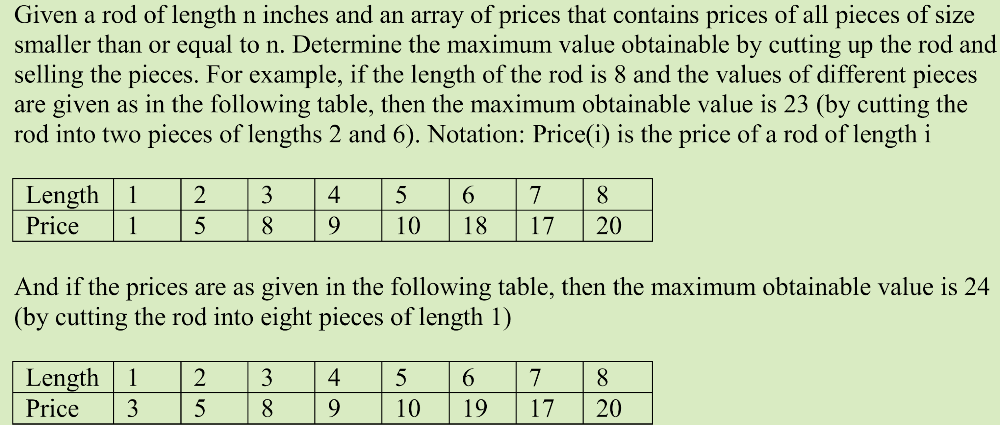 Given a rod of length n inches and an array of prices that contains prices of all pieces of size
smaller than or equal to n. Determine the maximum value obtainable by cutting up the rod and
selling the pieces. For example, if the length of the rod is 8 and the values of different pieces
are given as in the following table, then the maximum obtainable value is 23 (by cutting the
rod into two pieces of lengths 2 and 6). Notation: Price(i) is the price of a rod of length i
Length 1 2 3 4 5 6 7 8
Price 1 5 8 9 10 18 17 20
And if the prices are as given in the following table, then the maximum obtainable value is 24
(by cutting the rod into eight pieces of length 1)
Length 1 2 3 4 5 6 7 8
Price 3 5 8 9 10 19 17 20